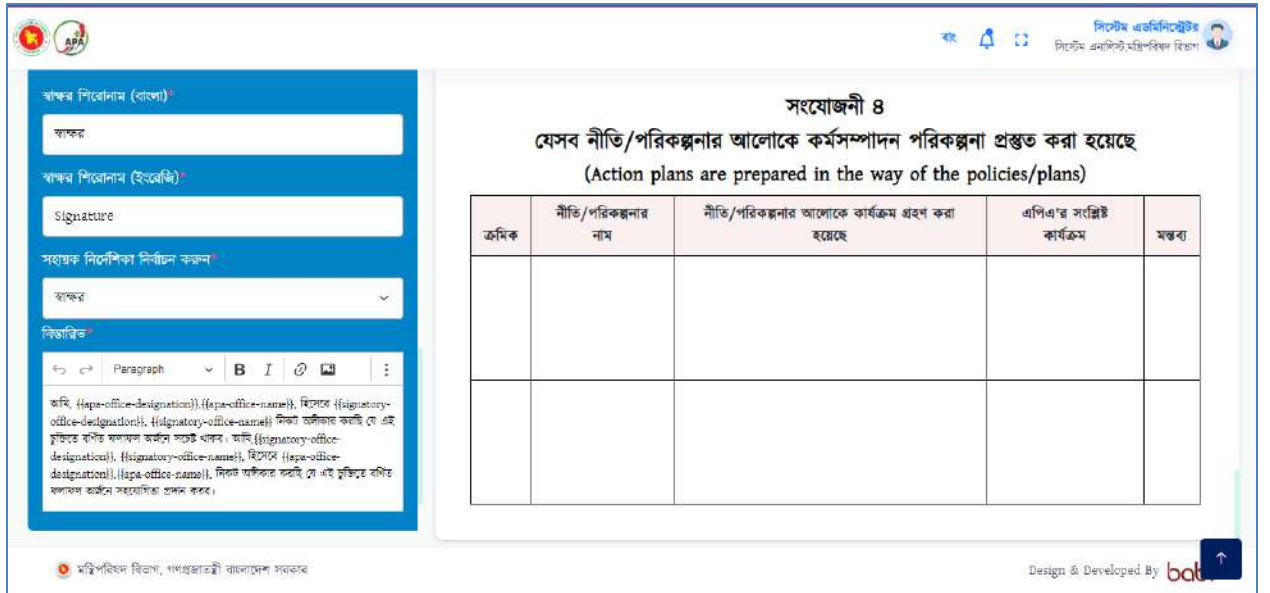 APA
বাং
সিস্টেম এডমিনিস্ট্রেটর
সিস্টেম এনালিস্ট,মন্ত্রিপরিষদ বিভাগ
স্বাক্ষর শিরোনাম (বাংলা)*
স্বাক্ষর
স্বাক্ষর শিরোনাম (ইংরেজি)*
Signature
সহায়ক নির্দেশিকা নির্বাচন করুন*
স্বাক্ষর
বিস্তারিত*
Paragraph B I
আমি, {{apa-office-designation}},{{apa-office-name}}, হিসেবে {{signatory-
office-designation}}, {{signatory-office-name}} নিকট অঙ্গীকার করছি যে এই
চুক্তিতে বর্ণিত ফলাফল অর্জনে সচেষ্ট থাকব। আমি,{{signatory-office-
designation}}, {{signatory-office-name}}, হিসেবে {{apa-office-
designation}},{{apa-office-name}}, নিকট অঙ্গীকার করছি যে এই চুক্তিতে বর্ণিত
ফলাফল অর্জনে সহযোগিতা প্রদান করব।
সংযোজনী ৪
যেসব নীতি/পরিকল্পনার আলোকে কর্মসম্পাদন পরিকল্পনা প্রস্তুত করা হয়েছে
(Action plans are prepared in the way of the policies/plans)
ক্রমিক
নীতি/পরিকল্পনার
নাম
নীতি/পরিকল্পনার আলোকে কার্যক্রম গ্রহণ করা
হয়েছে
এপিএ'র সংশ্লিষ্ট
কার্যক্রম
মন্তব্য
মন্ত্রিপরিষদ বিভাগ, গণপ্রজাতন্ত্রী বাংলাদেশ সরকার
Design & Developed By